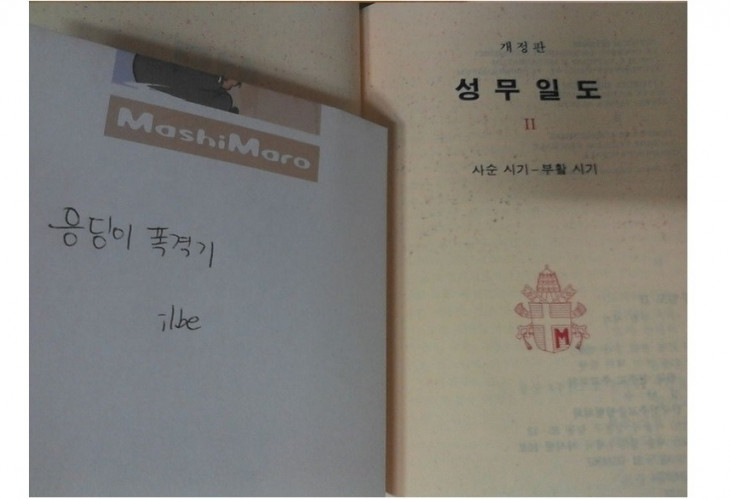 MashiMaro
응딩이 폭격기
ilbe
개정판
성무일도
II
사순 시기 - 부활 시기
M